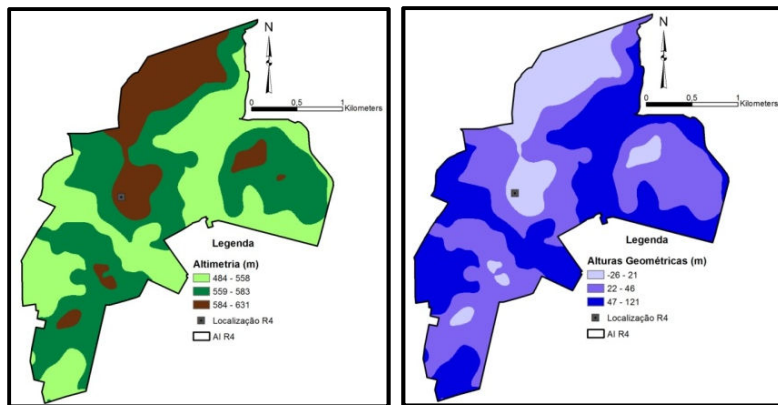 N
0 0,5 1
Kilometers
Legenda
Altimetria (m)
484 - 558
559 - 583
584 - 631
Localização R4
AI R4
N
0 0,5 1
Kilometers
Legenda
Alturas Geométricas (m)
-26 - 21
22 - 46
47 - 121
Localização R4
AI R4